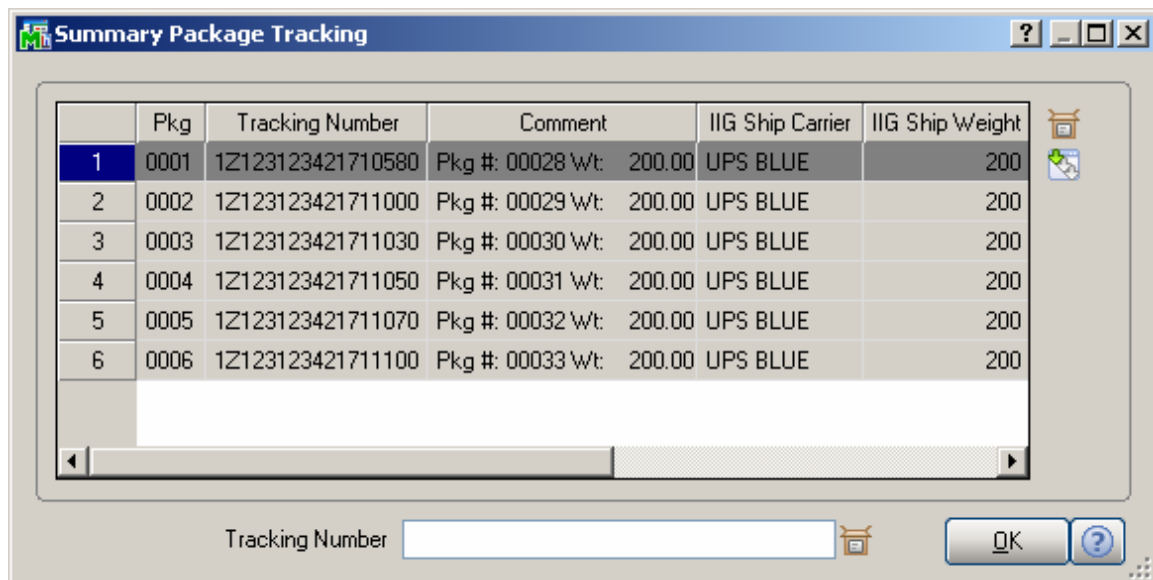 Summary Package Tracking
Pkg Tracking Number Comment IIG Ship Carrier IIG Ship Weight
1 0001 1Z123123421710580 Pkg #: 00028 Wt: 200.00 UPS BLUE 200
2 0002 1Z123123421711000 Pkg #: 00029 Wt: 200.00 UPS BLUE 200
3 0003 1Z123123421711030 Pkg #: 00030 Wt: 200.00 UPS BLUE 200
4 0004 1Z123123421711050 Pkg #: 00031 Wt: 200.00 UPS BLUE 200
5 0005 1Z123123421711070 Pkg #: 00032 Wt: 200.00 UPS BLUE 200
6 0006 1Z123123421711100 Pkg #: 00033 Wt: 200.00 UPS BLUE 200
Tracking Number OK